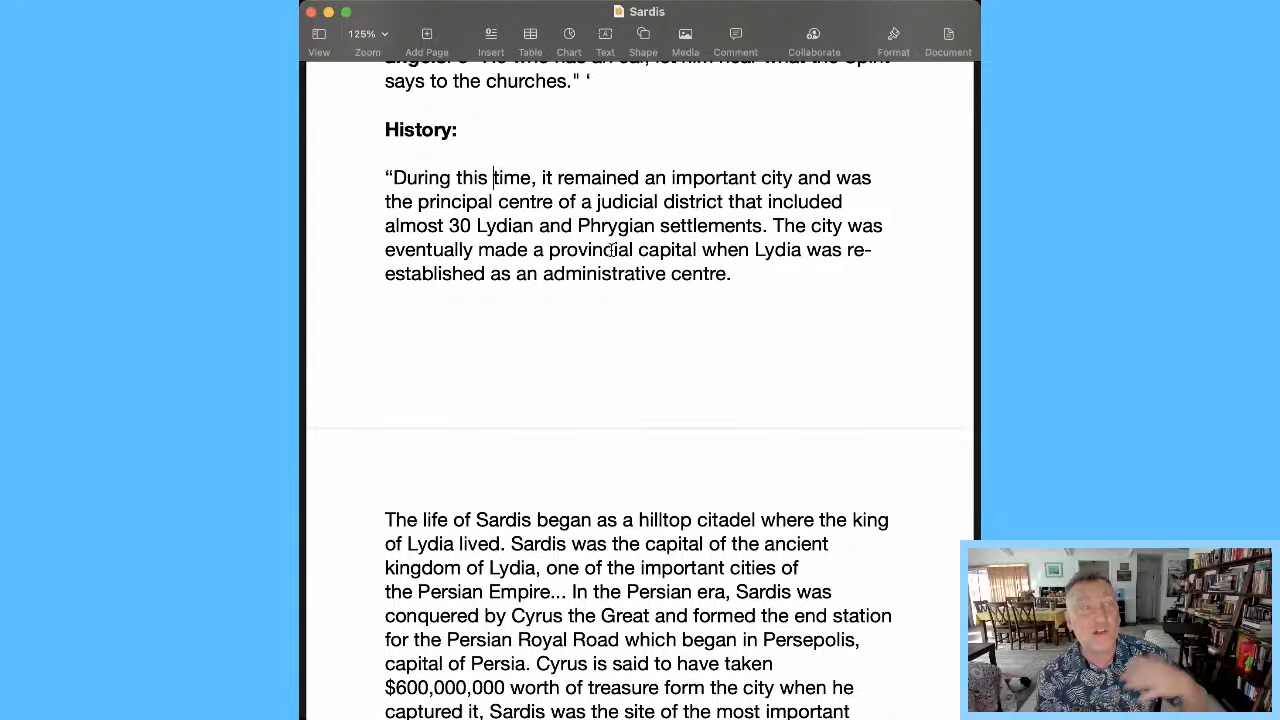 Sardis
125%
View
Zoom
Add Page
Insert
Table
Chart
Text
Shape
Media
Comment
Collaborate
Format
Document
says to the churches." ‘
History:
“During this time, it remained an important city and was
the principal centre of a judicial district that included
almost 30 Lydian and Phrygian settlements. The city was
eventually made a provincial capital when Lydia was re-
established as an administrative centre.
The life of Sardis began as a hilltop citadel where the king
of Lydia lived. Sardis was the capital of the ancient
kingdom of Lydia, one of the important cities of
the Persian Empire... In the Persian era, Sardis was
conquered by Cyrus the Great and formed the end station
for the Persian Royal Road which began in Persepolis,
capital of Persia. Cyrus is said to have taken
$600,000,000 worth of treasure form the city when he
captured it, Sardis was the site of the most important